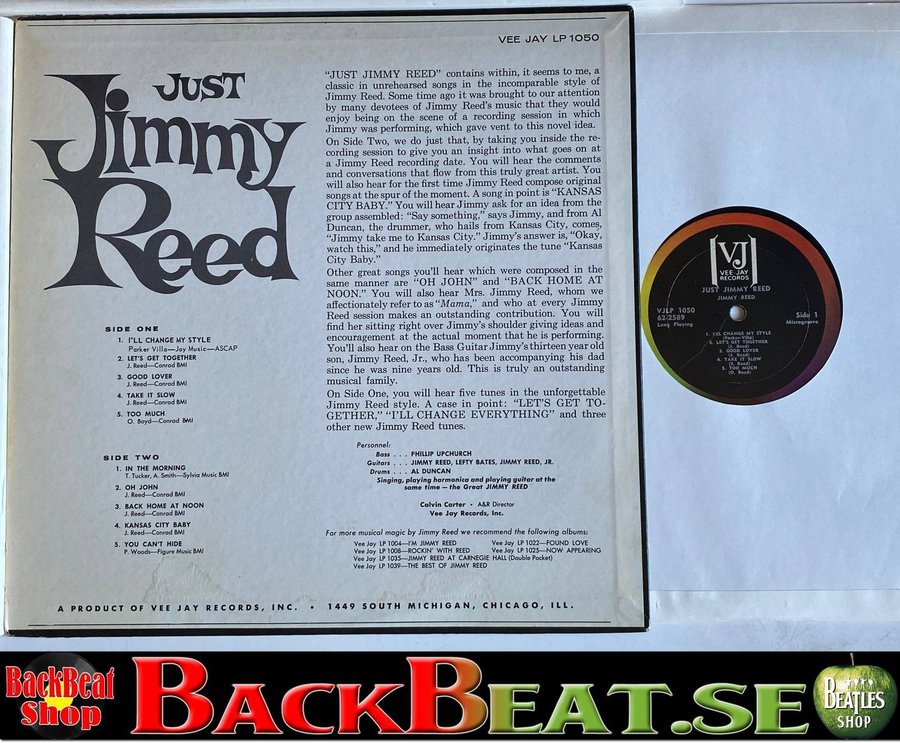 VEE JAY LP 1050
JUST
Jimmy
Reed
"JUST JIMMY REED" contains within, it seems to me, a
classic in unrehearsed songs in the incomparable style of
Jimmy Reed. Some time ago it was brought to our attention
by many devotees of Jimmy Reed's music that they would
enjoy being on the scene of a recording session in which
Jimmy was performing, which gave vent to this novel idea.
On Side Two, we do just that, by taking you inside the re-
cording session to give you an insight into what goes on at
a Jimmy Reed recording date. You will hear the comments
and conversations that flow from this truly great artist. You
will also hear for the first time Jimmy Reed compose original
songs at the spur of the moment. A song in point is "KANSAS
CITY BABY." You will hear Jimmy ask for an idea from the
group assembled: "Say something," says Jimmy, and from Al
Duncan, the drummer, who hails from Kansas City, comes,
"Jimmy take me to Kansas City." Jimmy's answer is, "Okay,
watch this," and he immediately originates the tune "Kansas
City Baby."
Other great songs you'll hear which were composed in the
same manner are "OH JOHN" and "BACK HOME AT
NOON." You will also hear Mrs. Jimmy Reed, whom we
affectionately refer to as "Mama," and who at every Jimmy
Reed session makes an outstanding contribution. You will
find her sitting right over Jimmy's shoulder giving ideas and
encouragement at the actual moment that he is performing.
You'll also hear on the Bass Guitar Jimmy's thirteen year old
son, Jimmy Reed, Jr., who has been accompanying his dad
since he was nine years old. This is truly an outstanding
musical family.
On Side One, you will hear five tunes in the unforgettable
Jimmy Reed style. A case in point: "LET'S GET TO-
GETHER," "I'LL CHANGE EVERYTHING" and three
other new Jimmy Reed tunes.
SIDE ONE
1. I'LL CHANGE MY STYLE
Parker Villa—Jay Music—ASCAP
2. LET'S GET TOGETHER
J. Reed—Conrad BMI
3. GOOD LOVER
J. Reed—Conrad BMI
4. TAKE IT SLOW
J. Reed—Conrad BMI
5. TOO MUCH
O. Boyd—Conrad BMI
SIDE TWO
1. IN THE MORNING
T. Tucker, A. Smith—Sylvia Music BMI
2. OH JOHN
J. Reed—Conrad BMI
3. BACK HOME AT NOON
J. Reed—Conrad BMI
4. KANSAS CITY BABY
J. Reed—Conrad BMI
5. YOU CAN'T HIDE
P. Woods—Figure Music BMI
Personnel:
Bass . . . PHILLIP UPCHURCH
Guitars . . . JIMMY REED, LEFTY BATES, JIMMY REED, JR.
Drums . . . AL DUNCAN
Singing, playing harmonica and playing guitar at the
same time — the Great JIMMY REED
Calvin Carter • A&R Director
Vee Jay Records, Inc.
For more musical magic by Jimmy Reed we recommend the following albums:
Vee Jay LP 1004—I'M JIMMY REED Vee Jay LP 1022—FOUND LOVE
Vee Jay LP 1008—ROCKIN' WITH REED Vee Jay LP 1025—NOW APPEARING
Vee Jay LP 1035—JIMMY REED AT CARNEGIE HALL (Double Pocket)
Vee Jay LP 1039—THE BEST OF JIMMY REED
A PRODUCT OF VEE JAY RECORDS, INC. • 1449 SOUTH MICHIGAN, CHICAGO, ILL.
VJ
VEE JAY
RECORDS
JUST JIMMY REED
JIMMY REED
VJLP 1050
62-2589
Long Playing
Side 1
Microgroove
1. I'LL CHANGE MY STYLE
(Parker-Villa)
2. LET'S GET TOGETHER
(J. Reed)
3. GOOD LOVER
(J. Reed)
4. TAKE IT SLOW
(J. Reed)
5. TOO MUCH
(O. Boyd)
BackBeat
Shop
BACKBEAT.SE
BEATLES
SHOP